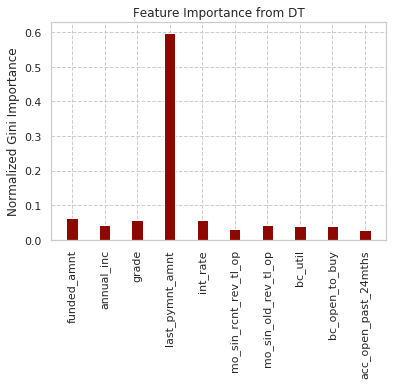 Feature Importance from DT
Normalized Gini Importance
0.6
0.5
0.4
0.3
0.2
0.1
0.0
funded_amnt
annual_inc
grade
last_pymnt_amnt
int_rate
mo_sin_rcnt_rev_tl_op
mo_sin_old_rev_tl_op
bc_util
bc_open_to_buy
acc_open_past_24mths